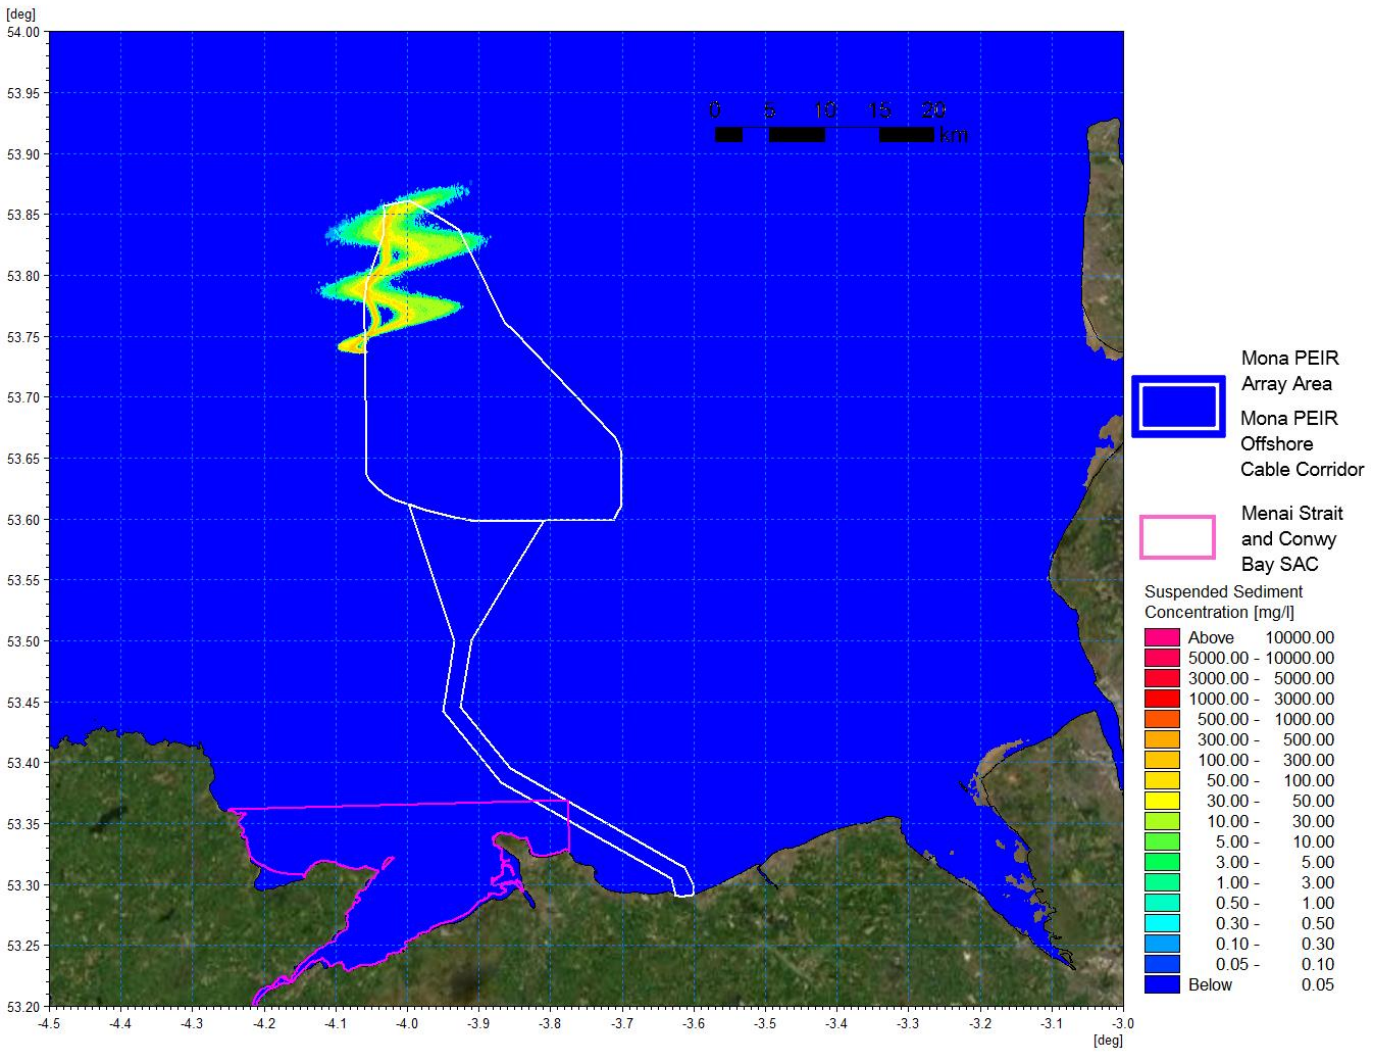 [deg]
54.00
53.95
53.90
53.85
53.80
53.75
53.70
53.65
53.60
53.55
53.50
53.45
53.40
53.35
53.30
53.25
53.20
-4.5 -4.4 -4.3 -4.2 -4.1 -4.0 -3.9 -3.8 -3.7 -3.6 -3.5 -3.4 -3.3 -3.2 -3.1 -3.0
[deg]
0 5 10 15 20
km
Mona PEIR
Array Area
Mona PEIR
Offshore
Cable Corridor
Menai Strait
and Conwy
Bay SAC
Suspended Sediment
Concentration [mg/l]
Above 10000.00
5000.00 - 10000.00
3000.00 - 5000.00
1000.00 - 3000.00
500.00 - 1000.00
300.00 - 500.00
100.00 - 300.00
50.00 - 100.00
30.00 - 50.00
10.00 - 30.00
5.00 - 10.00
3.00 - 5.00
1.00 - 3.00
0.50 - 1.00
0.30 - 0.50
0.10 - 0.30
0.05 - 0.10
Below 0.05